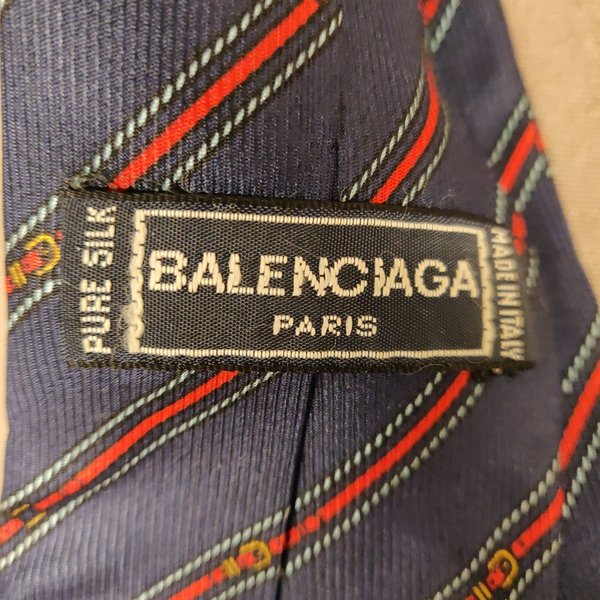 PURE SILK
BALENCIAGA
PARIS
MADE IN ITALY